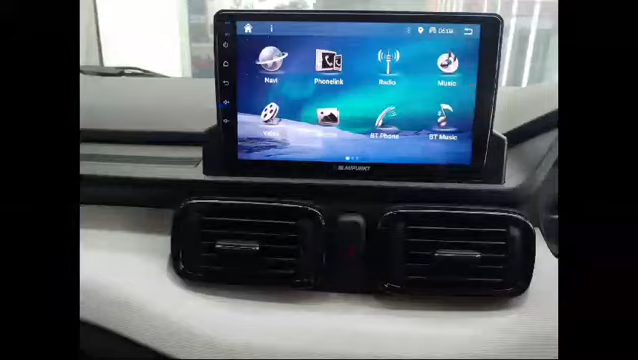 Navi Phonelink Radio Music
Video BT Phone BT Music
BLAUPUNKT